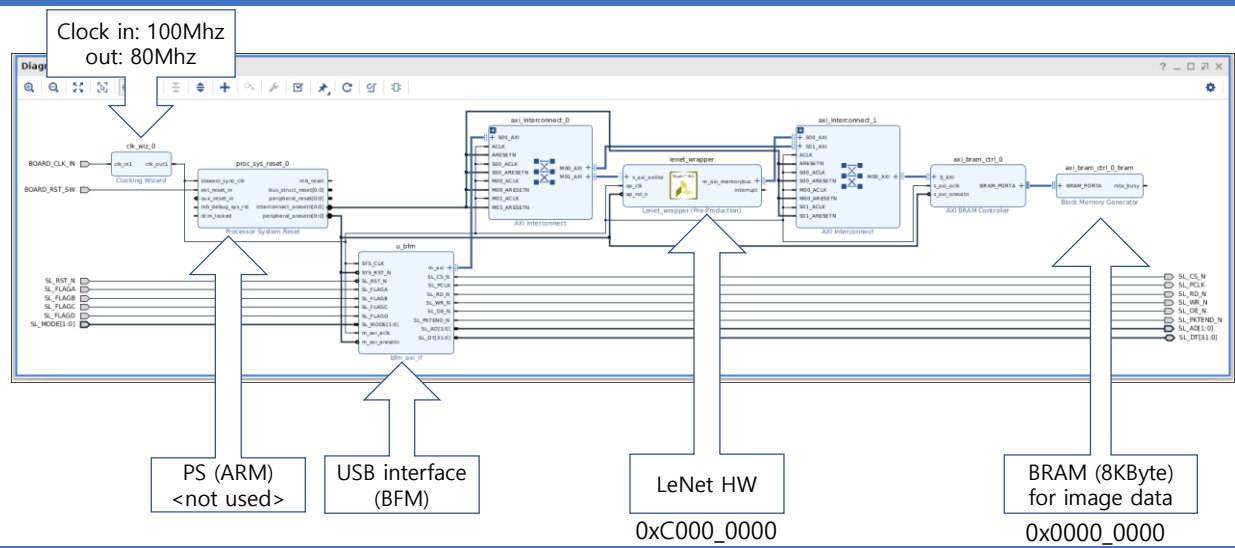 Clock in: 100Mhz
out: 80Mhz
Diagr
clk_wiz_0
clk_in1
clk_out1
Clocking Wizard
BOARD_CLK_IN
BOARD_RST_SW
proc_sys_reset_0
slowest_sync_clk
ext_reset_in
aux_reset_in
mb_debug_sys_rst
dcm_locked
mb_reset
bus_struct_reset[0:0]
peripheral_reset[0:0]
interconnect_aresetn[0:0]
peripheral_aresetn[0:0]
Processor System Reset
SL_RST_N
SL_FLAGA
SL_FLAGB
SL_FLAGC
SL_FLAGD
SL_MODE[1:0]
u_bfm
SYS_CLK
SYS_RST_N
SL_RST_N
SL_FLAGA
SL_FLAGB
SL_FLAGC
SL_FLAGD
SL_MODE[1:0]
m_axi_aclk
m_axi_aresetn
m_axi
SL_CS_N
SL_PCLK
SL_RD_N
SL_WR_N
SL_OE_N
SL_PKTEND_N
SL_AD[1:0]
SL_DT[31:0]
bfm_axi_if
axi_interconnect_0
S00_AXI
ACLK
ARESETN
S00_ACLK
S00_ARESETN
M00_ACLK
M00_ARESETN
M01_ACLK
M01_ARESETN
M00_AXI
M01_AXI
AXI Interconnect
lenet_wrapper
s_axi_axilite
ap_clk
ap_rst_n
m_axi_memorybus
interrupt
Lenet_wrapper (Pre-Production)
axi_interconnect_1
S00_AXI
S01_AXI
ACLK
ARESETN
S00_ACLK
S00_ARESETN
M00_ACLK
M00_ARESETN
S01_ACLK
S01_ARESETN
M00_AXI
AXI Interconnect
axi_bram_ctrl_0
S_AXI
s_axi_aclk
s_axi_aresetn
BRAM_PORTA
AXI BRAM Controller
axi_bram_ctrl_0_bram
BRAM_PORTA
rsta_busy
Block Memory Generator
SL_CS_N
SL_PCLK
SL_RD_N
SL_WR_N
SL_OE_N
SL_PKTEND_N
SL_AD[1:0]
SL_DT[31:0]
PS (ARM)
<not used>
USB interface
(BFM)
LeNet HW
0xC000_0000
BRAM (8KByte)
for image data
0x0000_0000